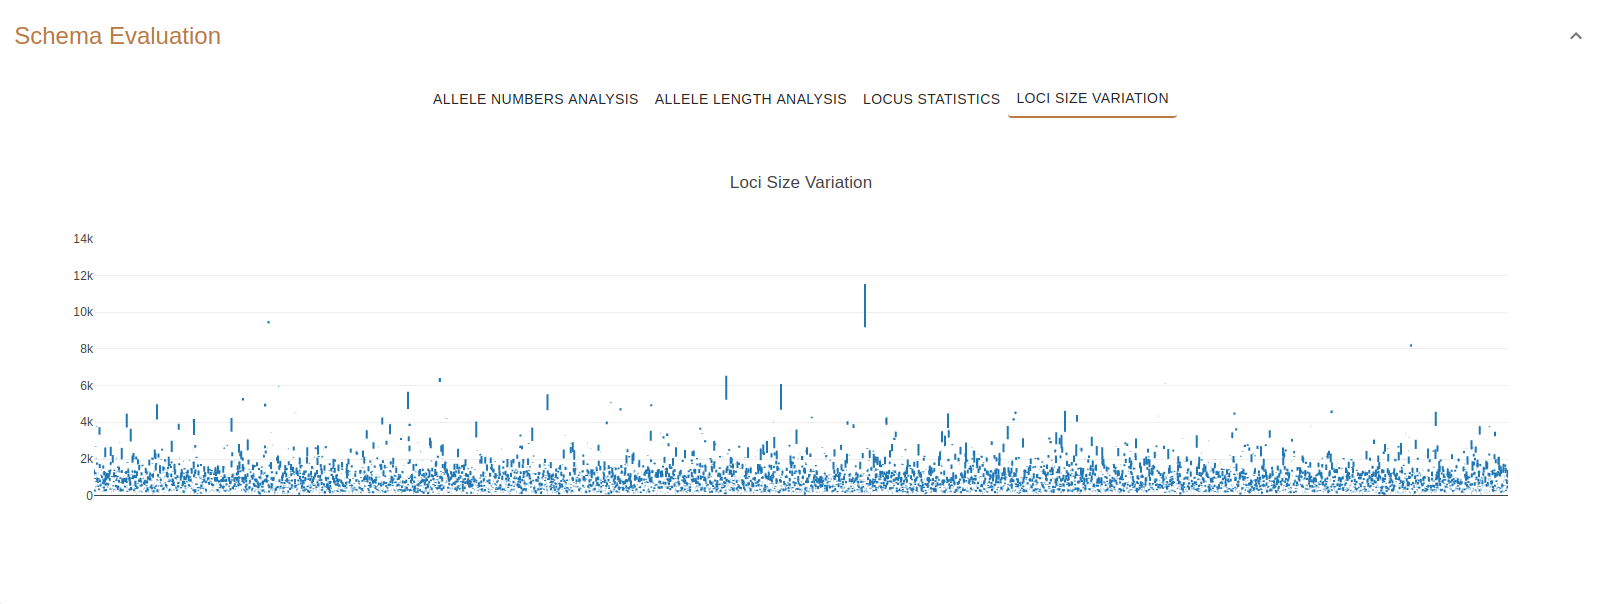 Schema Evaluation
ALLELE NUMBERS ANALYSIS ALLELE LENGTH ANALYSIS LOCUS STATISTICS LOCI SIZE VARIATION
Loci Size Variation
14k
12k
10k
8k
6k
4k
2k
0